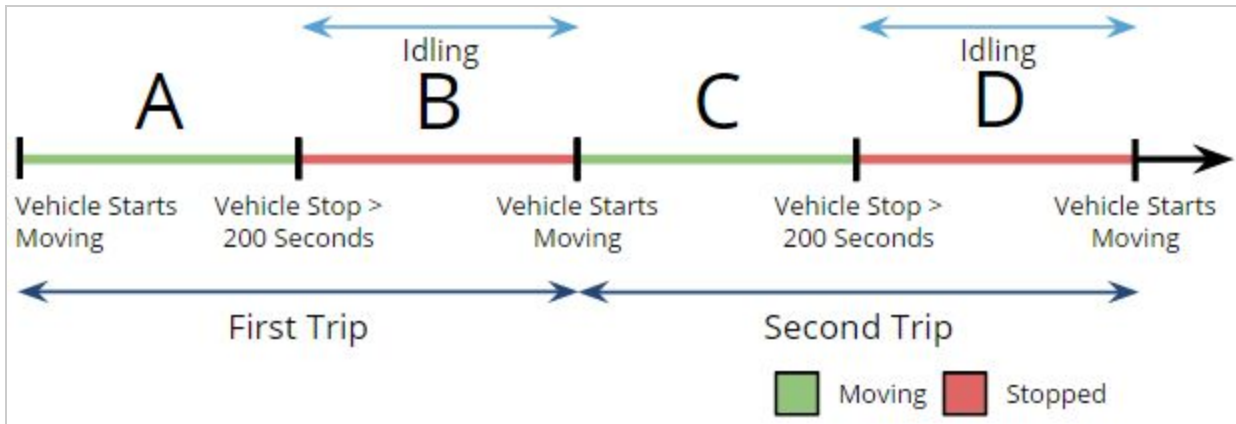 Idling
Idling
A
B
C
D
Vehicle Starts
Moving
Vehicle Stop >
200 Seconds
Vehicle Starts
Moving
Vehicle Stop >
200 Seconds
Vehicle Starts
Moving
First Trip
Second Trip
Moving
Stopped